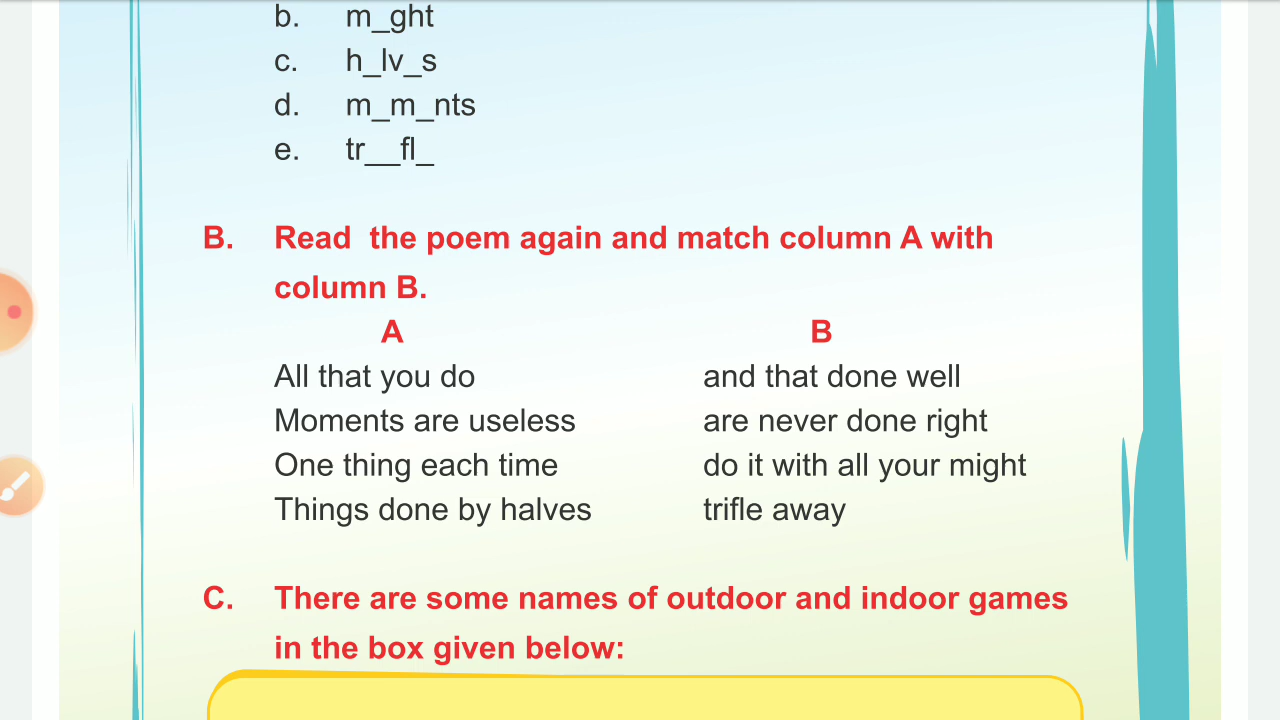 b. m_ght
c. h_lv_s
d. m_m_nts
e. tr__fl_
B. Read the poem again and match column A with
column B.
A B
All that you do and that done well
Moments are useless are never done right
One thing each time do it with all your might
Things done by halves trifle away
C. There are some names of outdoor and indoor games
in the box given below: